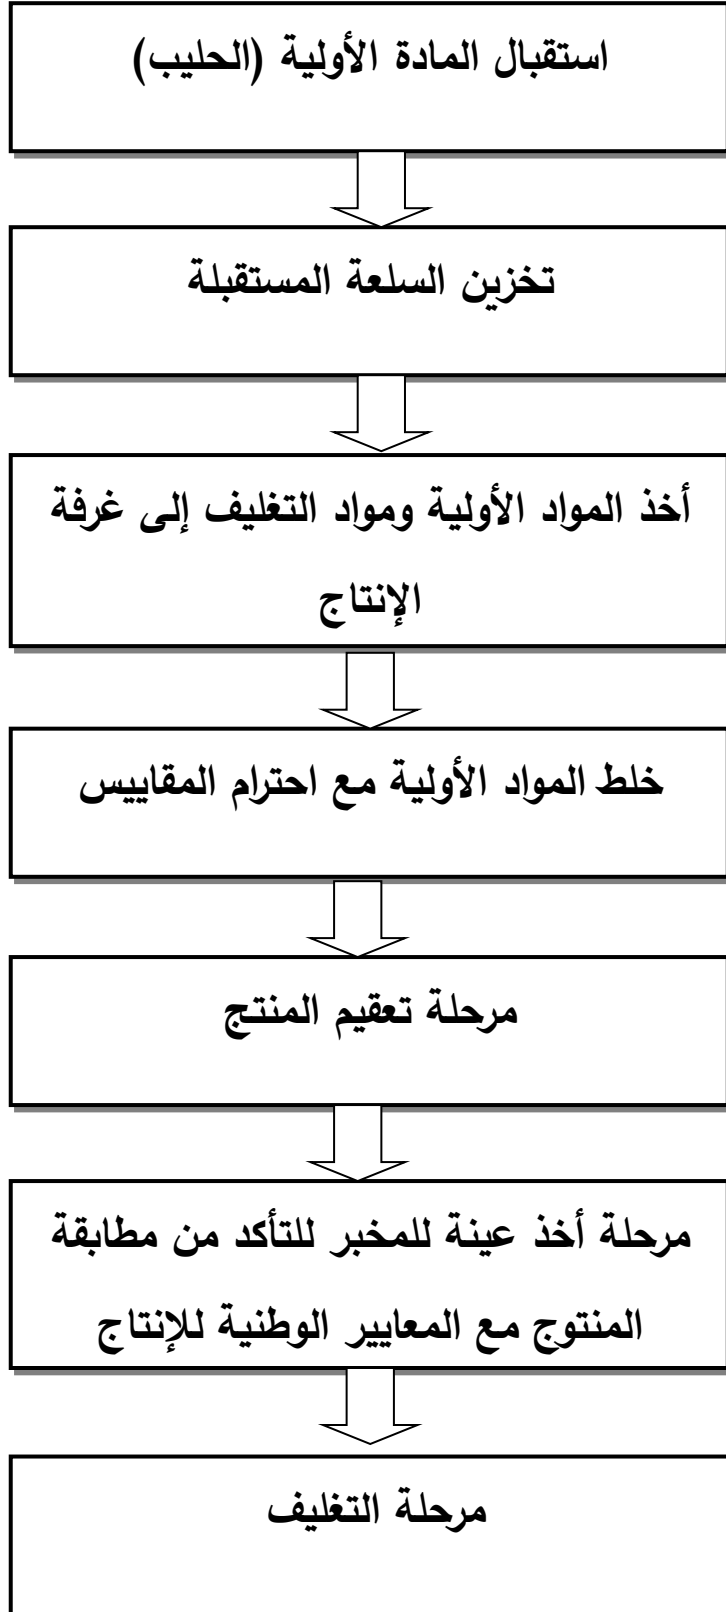 استقبال المادة الأولية (الحليب)
تخزين السلعة المستقبلة
أخذ المواد الأولية ومواد التغليف إلى غرفة
الإنتاج
خلط المواد الأولية مع احترام المقاييس
مرحلة تعقيم المنتج
مرحلة أخذ عينة للمخبر للتأكد من مطابقة
المنتوج مع المعايير الوطنية للإنتاج
مرحلة التغليف